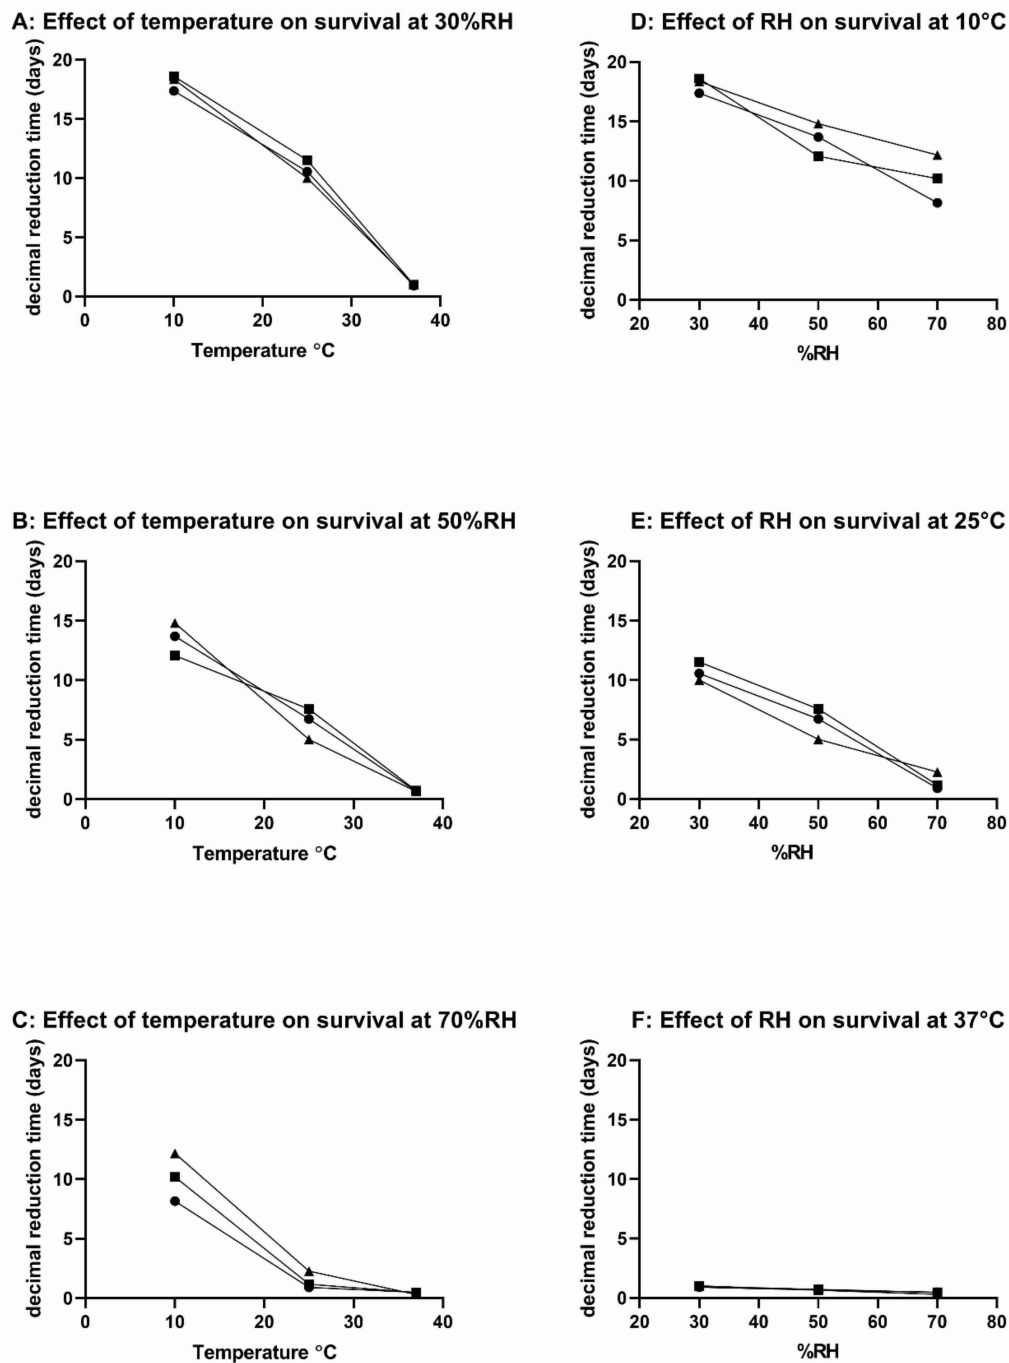 A: Effect of temperature on survival at 30%RH
decimal reduction time (days)
20
15
10
5
0
0 10 20 30 40
Temperature °C
D: Effect of RH on survival at 10°C
decimal reduction time (days)
20
15
10
5
0
20 30 40 50 60 70 80
%RH
B: Effect of temperature on survival at 50%RH
decimal reduction time (days)
20
15
10
5
0
0 10 20 30 40
Temperature °C
E: Effect of RH on survival at 25°C
decimal reduction time (days)
20
15
10
5
0
20 30 40 50 60 70 80
%RH
C: Effect of temperature on survival at 70%RH
decimal reduction time (days)
20
15
10
5
0
0 10 20 30 40
Temperature °C
F: Effect of RH on survival at 37°C
decimal reduction time (days)
20
15
10
5
0
20 30 40 50 60 70 80
%RH